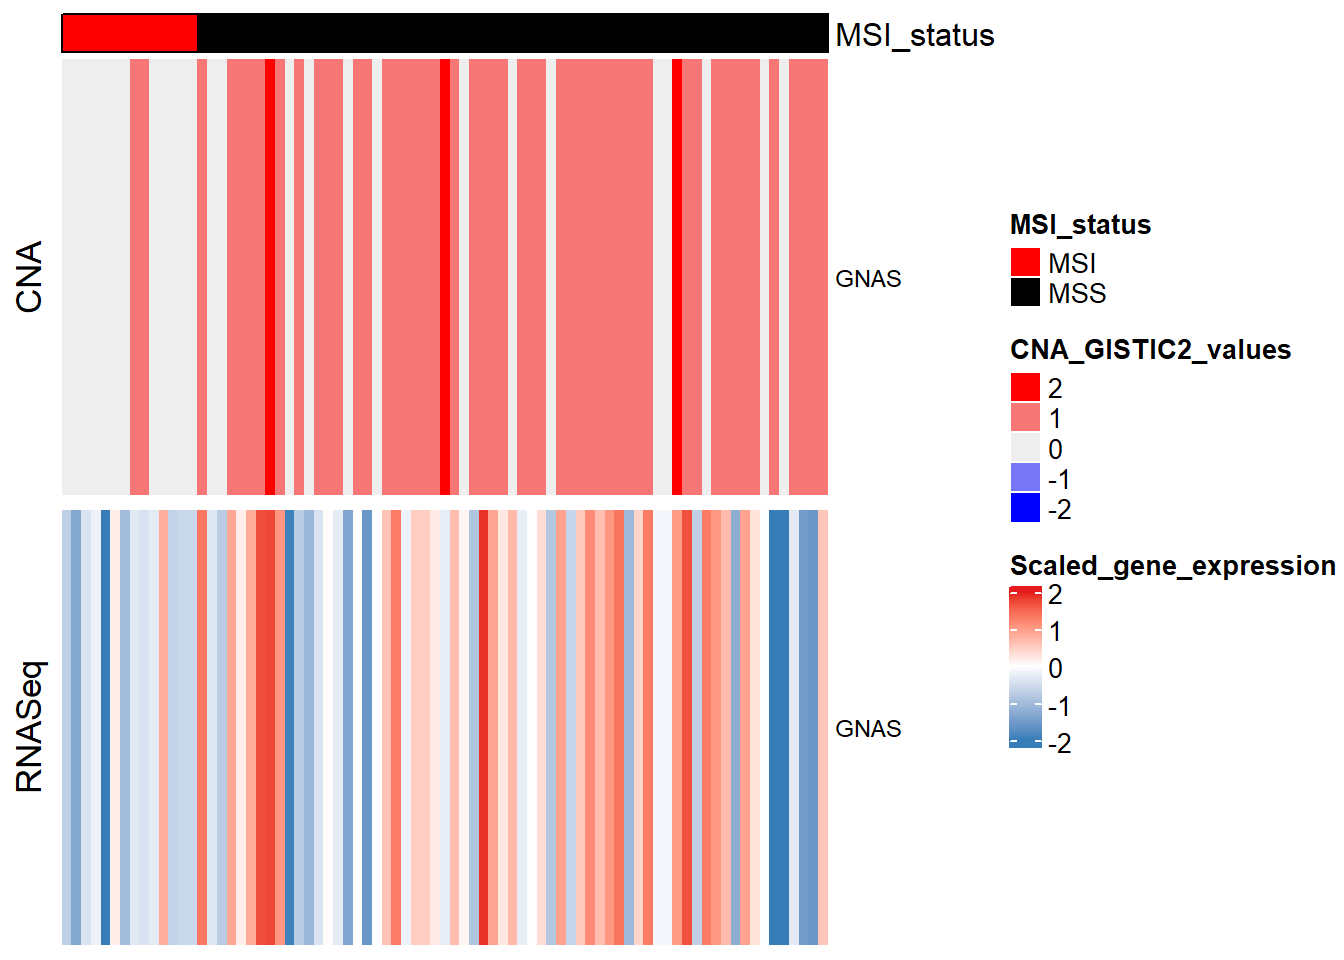 MSI_status
CNA
GNAS
RNASeq
GNAS
MSI_status
MSI
MSS
CNA_GISTIC2_values
2
1
0
-1
-2
Scaled_gene_expression
2
1
0
-1
-2